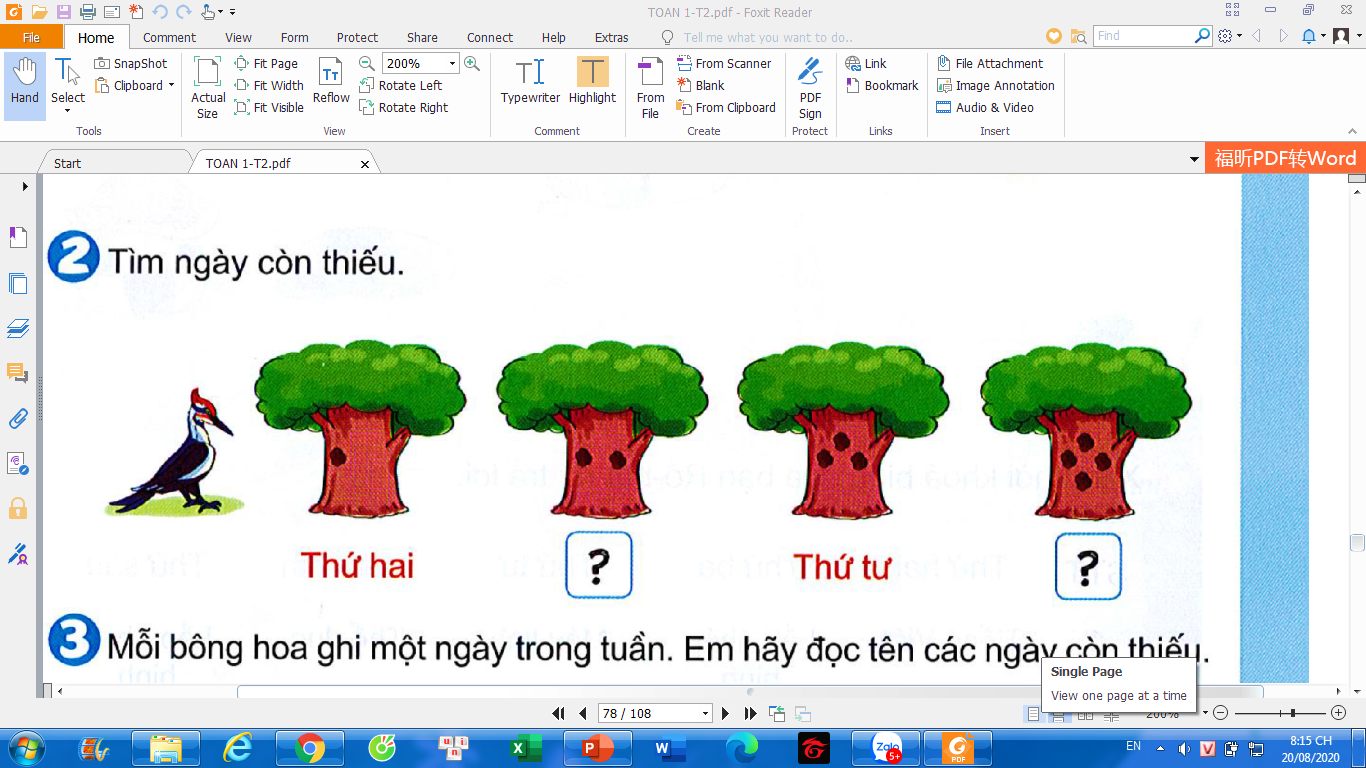 TOAN 1-T2.pdf - Foxit Reader
File Home Comment View Form Protect Share Connect Help Extras Tell me what you want to do.. Find
Hand
Select
SnapShot
Clipboard
Tools
Actual Size
Fit Page
Fit Width
Fit Visible
Reflow
200%
Rotate Left
Rotate Right
View
Typewriter
Highlight
Comment
From File
From Scanner
Blank
From Clipboard
Create
PDF Sign
Protect
Link
Bookmark
Links
File Attachment
Image Annotation
Audio & Video
Insert
Start TOAN 1-T2.pdf x 福昕PDF转Word
2 Tìm ngày còn thiếu.
Thứ hai ? Thứ tư ?
3 Mỗi bông hoa ghi một ngày trong tuần. Em hãy đọc tên các ngày còn thiếu.
Single Page
View one page at a time
78 / 108 200%
EN 8:15 CH
20/08/2020
Zalo 5+
PDF